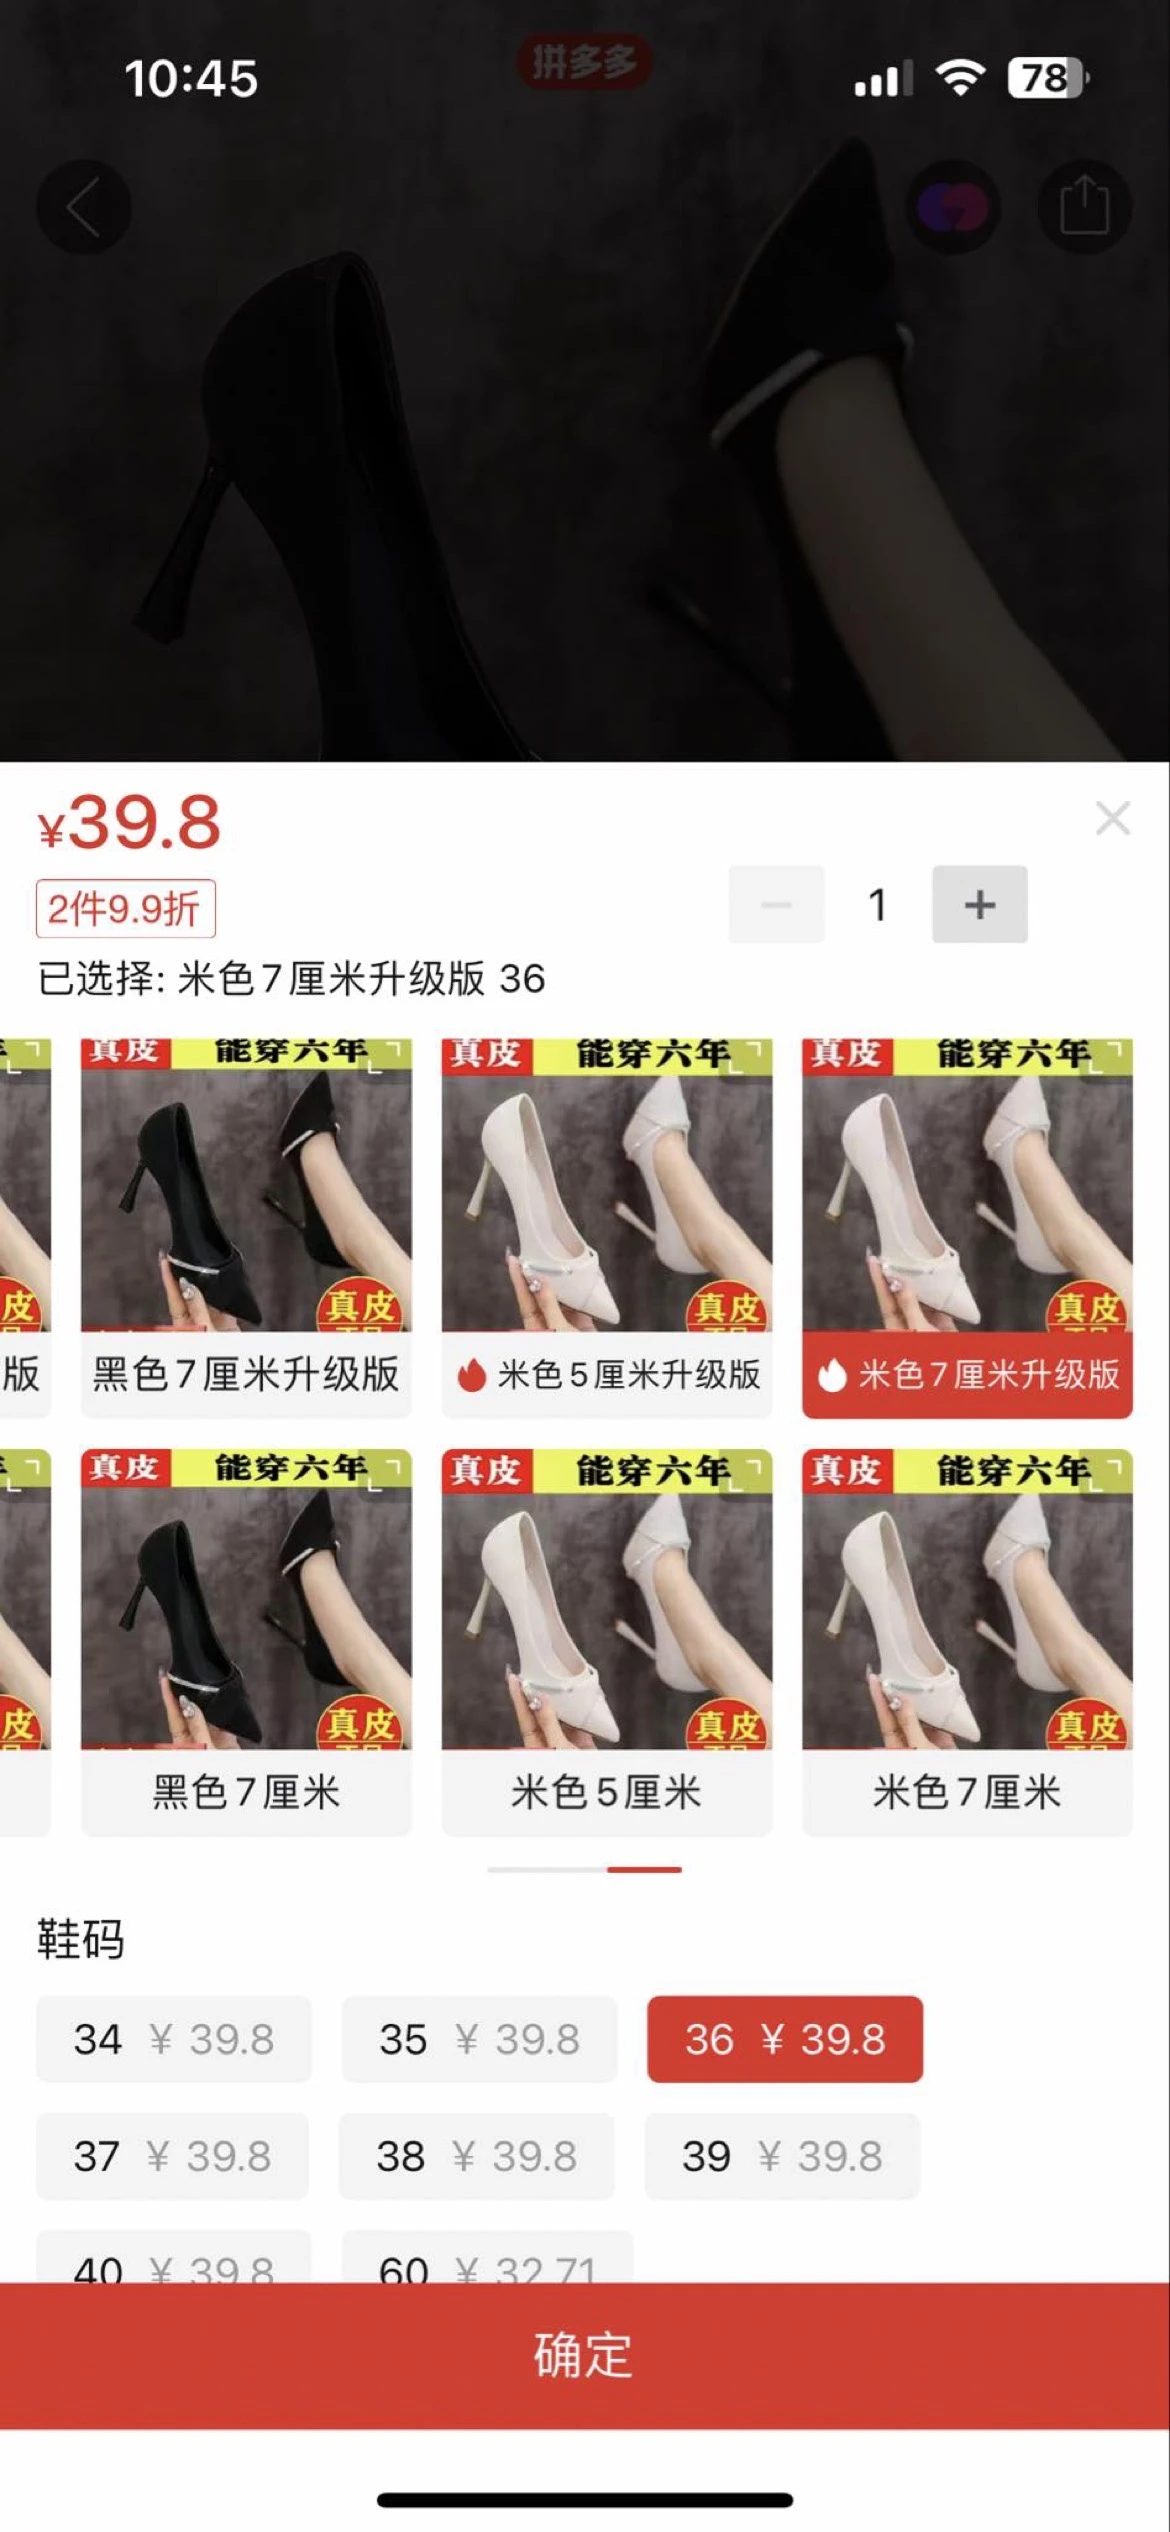 10:45
拼多多
78
¥39.8
2件9.9折
1
已选择: 米色7厘米升级版 36
真皮 能穿六年
真皮 能穿六年
真皮 能穿六年
皮
真皮
真皮
真皮
版
黑色7厘米升级版
米色5厘米升级版
米色7厘米升级版
真皮 能穿六年
真皮 能穿六年
真皮 能穿六年
皮
真皮
真皮
真皮
黑色7厘米
米色5厘米
米色7厘米
鞋码
34 ¥ 39.8
35 ¥ 39.8
36 ¥ 39.8
37 ¥ 39.8
38 ¥ 39.8
39 ¥ 39.8
40 ¥ 39.8
60 ¥ 32.71
确定